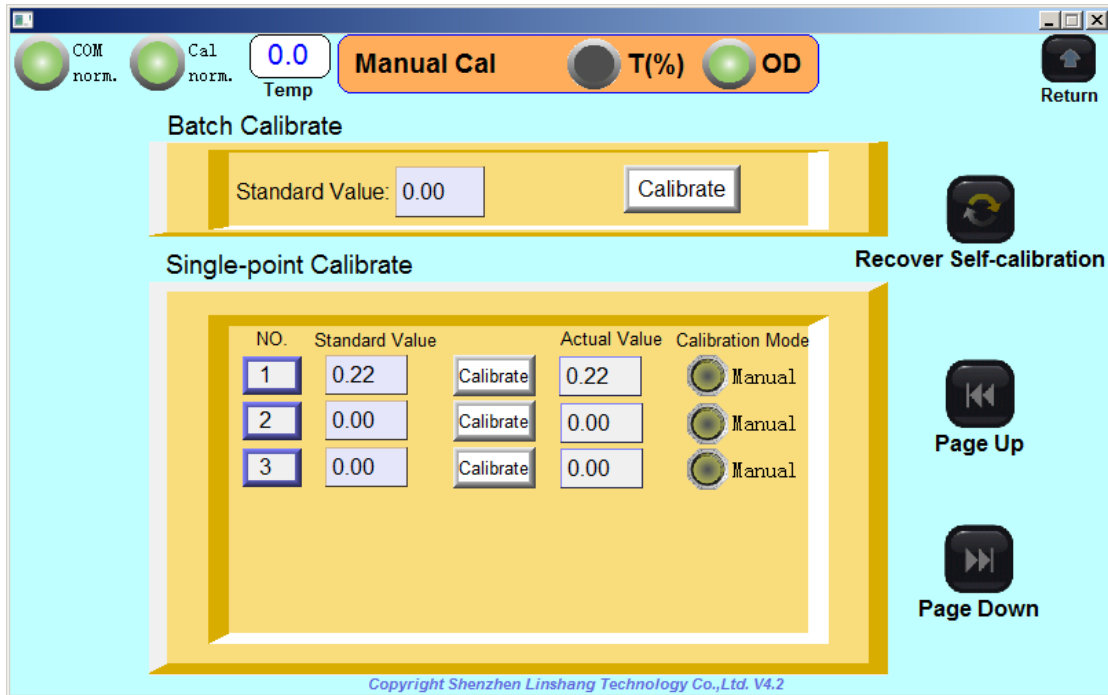 COM norm.
Cal norm.
0.0
Temp
Manual Cal
T(%)
OD
Return
Batch Calibrate
Standard Value: 0.00
Calibrate
Recover Self-calibration
Single-point Calibrate
NO. Standard Value Actual Value Calibration Mode
1 0.22 Calibrate 0.22 Manual
2 0.00 Calibrate 0.00 Manual
3 0.00 Calibrate 0.00 Manual
Page Up
Page Down
Copyright Shenzhen Linshang Technology Co.,Ltd. V4.2